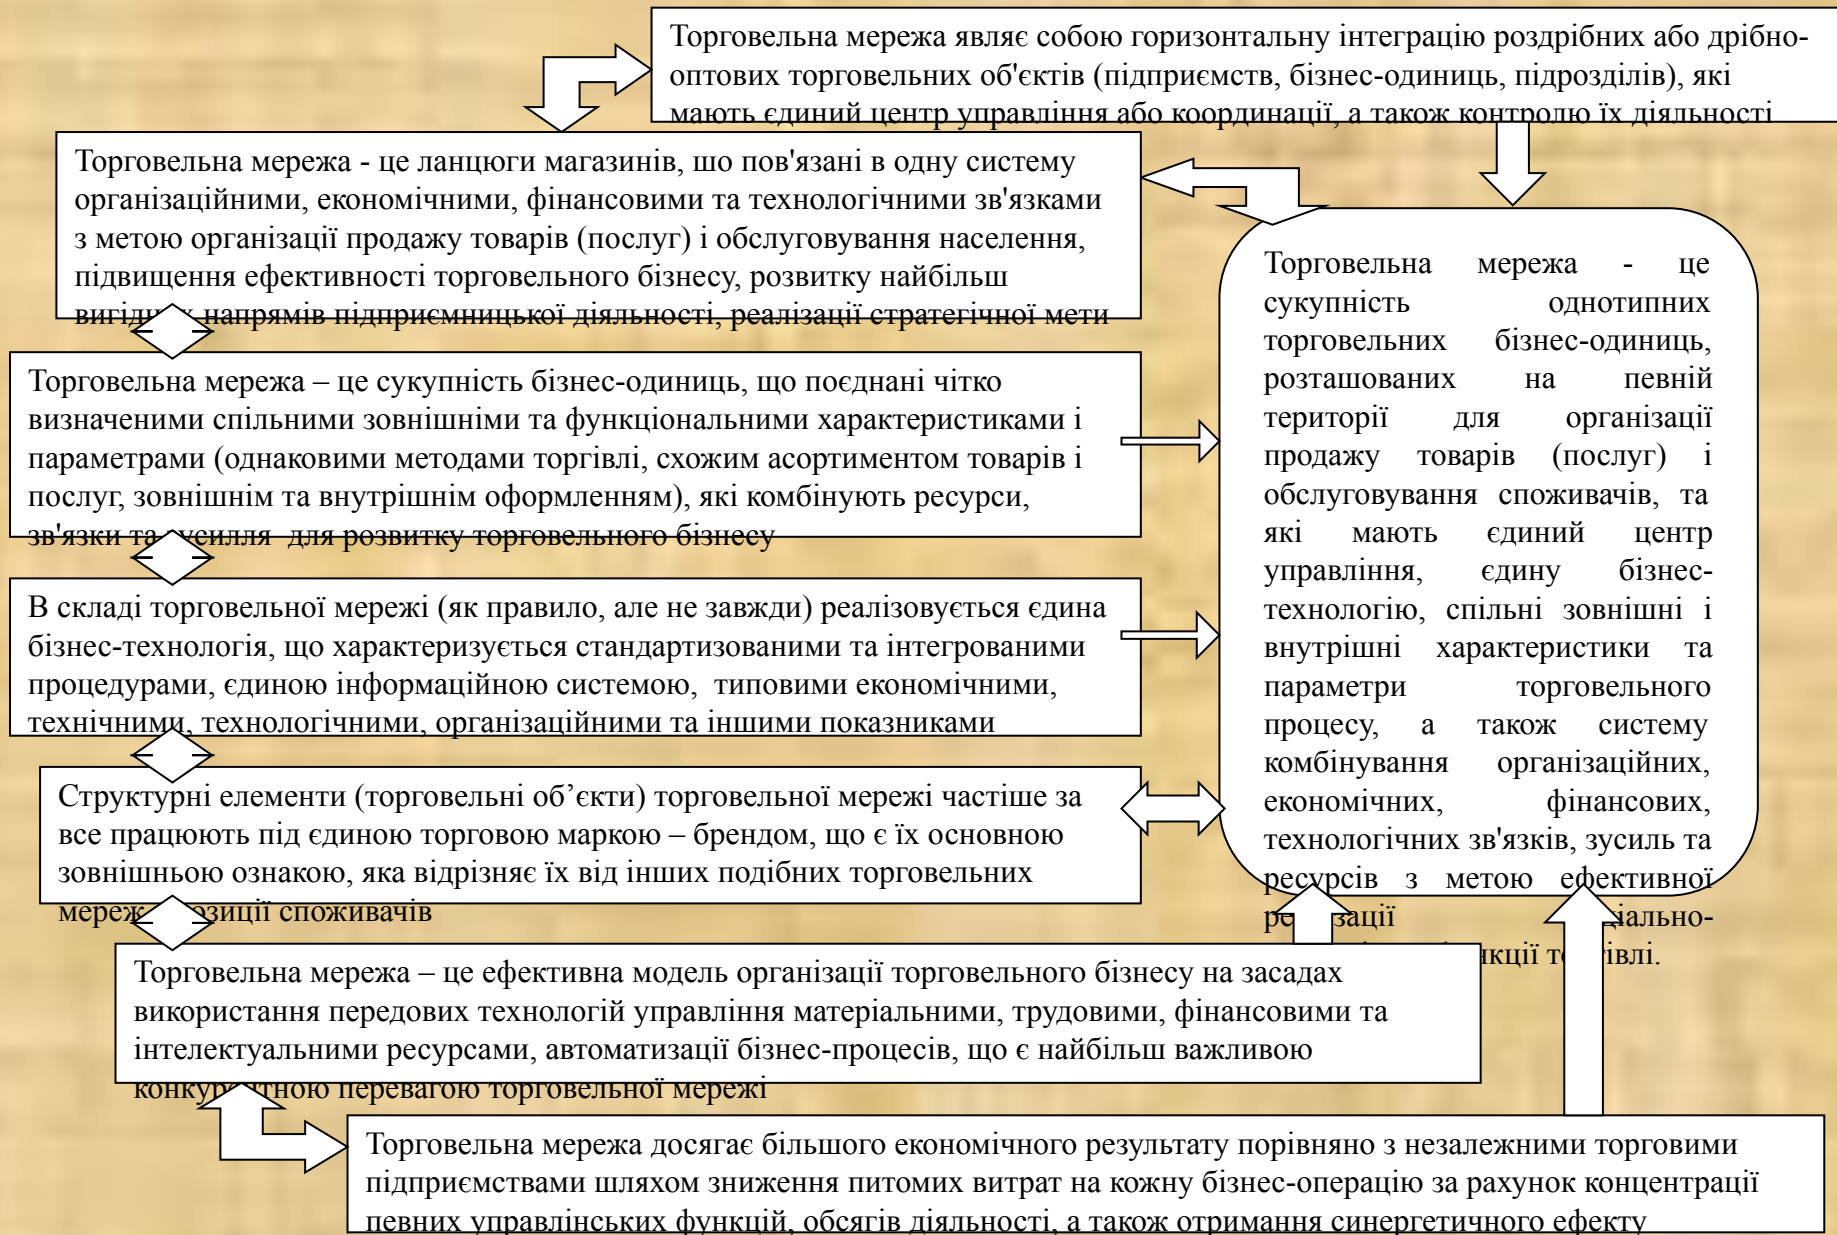 Торговельна мережа являє собою горизонтальну інтеграцію роздрібних або дрібно-
оптових торговельних об'єктів (підприємств, бізнес-одиниць, підрозділів), які
мають єдиний центр управління або координації, а також контролю їх діяльності
Торговельна мережа - це ланцюги магазинів, шо пов'язані в одну систему
організаційними, економічними, фінансовими та технологічними зв'язками
з метою організації продажу товарів (послуг) і обслуговування населення,
підвищення ефективності торговельного бізнесу, розвитку найбільш
напрямів підприємницької діяльності, реалізації стратегічної мети
Торговельна мережа – це сукупність бізнес-одиниць, що поєднані чітко
визначеними спільними зовнішніми та функціональними характеристиками і
параметрами (однаковими методами торгівлі, схожим асортиментом товарів і
послуг, зовнішнім та внутрішнім оформленням), які комбінують ресурси,
зв'язки та зусилля для розвитку торговельного бізнесу
В складі торговельної мережі (як правило, але не завжди) реалізовується єдина
бізнес-технологія, що характеризується стандартизованими та інтегрованими
процедурами, єдиною інформаційною системою, типовими економічними,
технічними, технологічними, організаційними та іншими показниками
Структурні елементи (торговельні об’єкти) торговельної мережі частіше за
все працюють під єдиною торговою маркою – брендом, що є їх основною
зовнішньою ознакою, яка відрізняє їх від інших подібних торговельних
мереж споживачів
Торговельна мережа – це ефективна модель організації торговельного бізнесу на засадах
використання передових технологій управління матеріальними, трудовими, фінансовими та
інтелектуальними ресурсами, автоматизації бізнес-процесів, що є найбільш важливою
конкурентною перевагою торговельної мережі
Торговельна мережа досягає більшого економічного результату порівняно з незалежними торговими
підприємствами шляхом зниження питомих витрат на кожну бізнес-операцію за рахунок концентрації
певних управлінських функцій, обсягів діяльності, а також отримання синергетичного ефекту
Торговельна мережа - це
сукупність однотипних
торговельних бізнес-одиниць,
розташованих на певній
території для організації
продажу товарів (послуг) і
обслуговування споживачів, та
які мають єдиний центр
управління, єдину бізнес-
технологію, спільні зовнішні і
внутрішні характеристики та
параметри торговельного
процесу, а також систему
комбінування організаційних,
економічних, фінансових,
технологічних зв'язків, зусиль та
ресурсів з метою ефективної